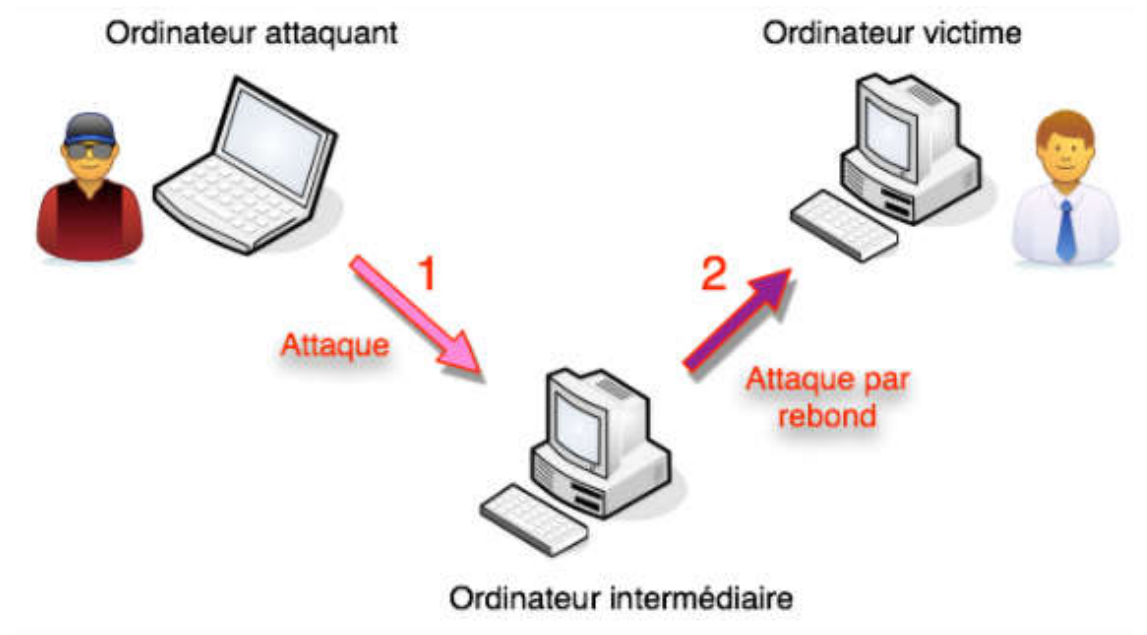 Ordinateur attaquant
Ordinateur victime
1
2
Attaque
Attaque par
rebond
Ordinateur intermédiaire